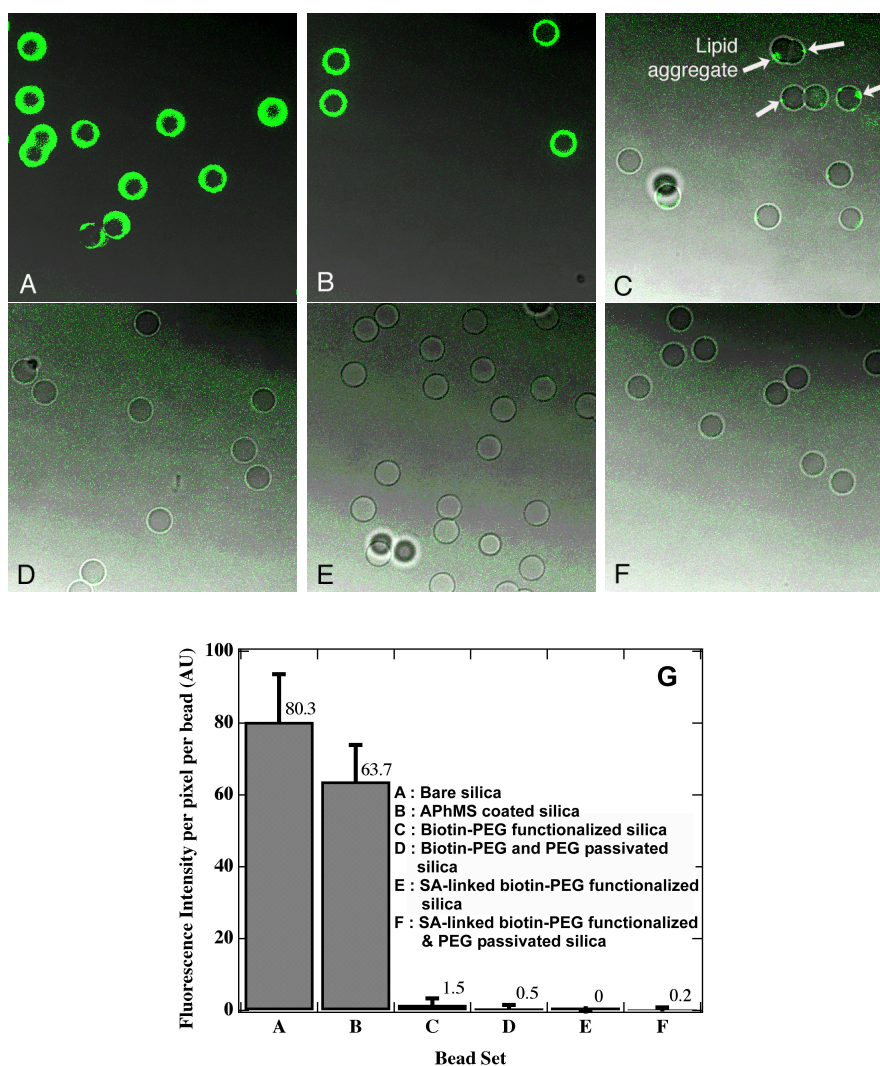 Lipid
aggregate
A
B
C
D
E
F
G
Fluorescence Intensity per pixel per bead (AU)
100
80
60
40
20
0
80.3
63.7
1.5
0.5
0
0.2
A : Bare silica
B : APhMS coated silica
C : Biotin-PEG functionalized silica
D : Biotin-PEG and PEG passivated
silica
E : SA-linked biotin-PEG functionalized
silica
F : SA-linked biotin-PEG functionalized
& PEG passivated silica
A B C D E F
Bead Set